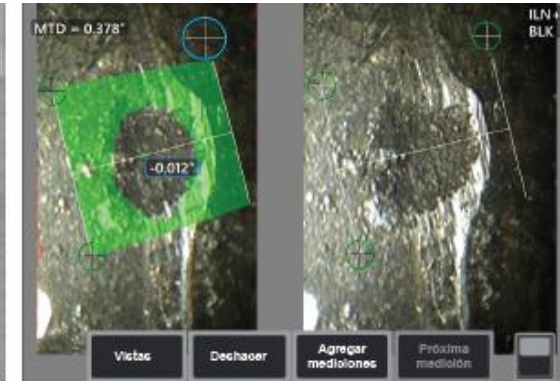 MTD = 0.378"
ILN+
BLK
-0.012"
Vistas
Deshacer
Agregar
mediciones
Próxima
medición